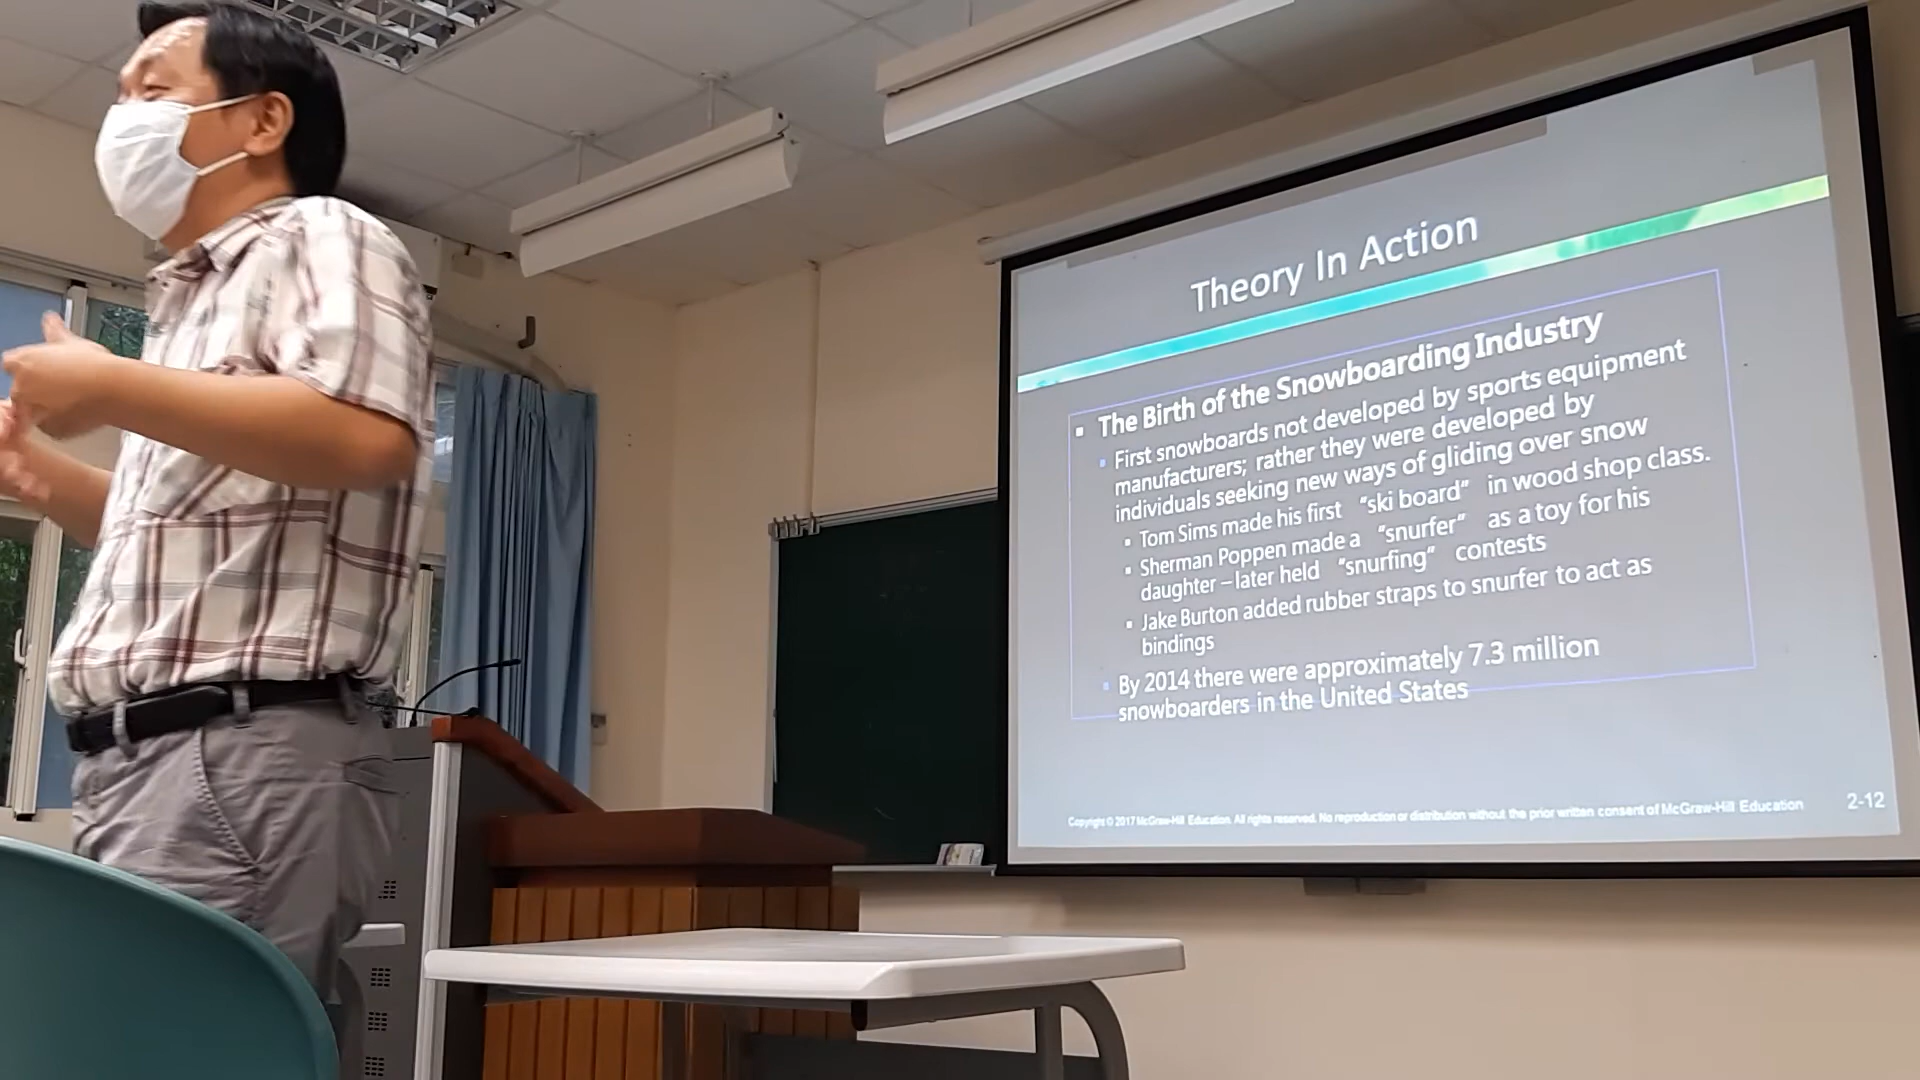 Theory In Action
▪ The Birth of the Snowboarding Industry
▪ First snowboards not developed by sports equipment
manufacturers; rather they were developed by
individuals seeking new ways of gliding over snow
▪ Tom Sims made his first “ski board” in wood shop class.
▪ Sherman Poppen made a “snurfer” as a toy for his
daughter – later held “snurfing” contests
▪ Jake Burton added rubber straps to snurfer to act as
bindings
▪ By 2014 there were approximately 7.3 million
snowboarders in the United States
Copyright © 2017 McGraw-Hill Education. All rights reserved. No reproduction or distribution without the prior written consent of McGraw-Hill Education
2-12